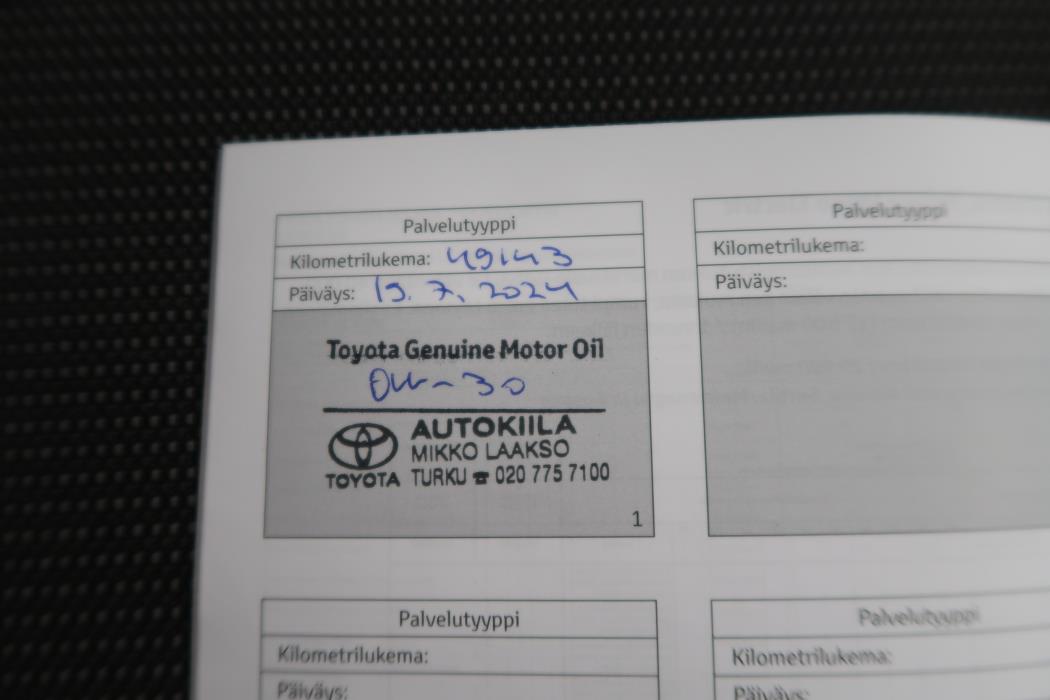 Palvelutyyppi
Kilometrilukema: 49143
Päiväys: 15.7.2024
Toyota Genuine Motor Oil
0W-30
AUTOKIILA
MIKKO LAAKSO
TOYOTA TURKU ☎ 020 775 7100
1
Palvelutyyppi
Kilometrilukema:
Päiväys:
Palvelutyyppi
Kilometrilukema:
Päiväys:
Palvelutyyppi
Kilometrilukema:
Päiväys: